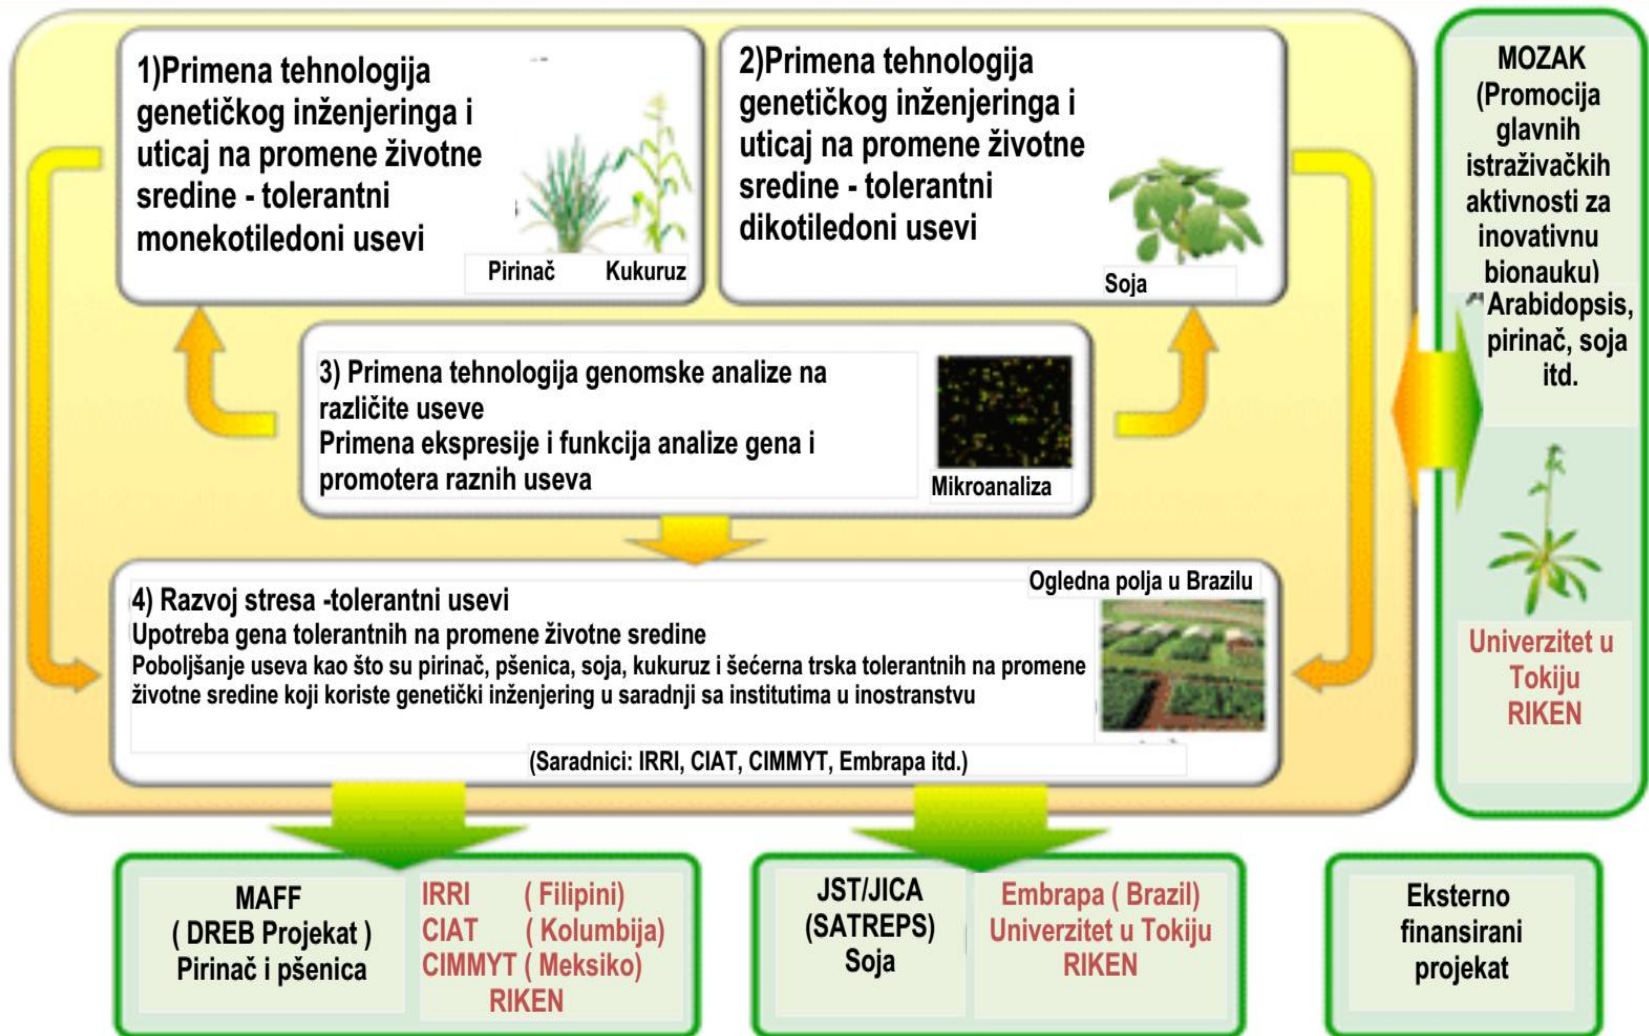 1)Primena tehnologija
genetičkog inženjeringa i
uticaj na promene životne
sredine - tolerantni
monekotiledoni usevi
Pirinač Kukuruz
2)Primena tehnologija
genetičkog inženjeringa i
uticaj na promene životne
sredine - tolerantni
dikotiledoni usevi
Soja
3) Primena tehnologija genomske analize na
različite useve
Primena ekspresije i funkcija analize gena i
promotera raznih useva
Mikroanaliza
4) Razvoj stresa -tolerantni usevi
Upotreba gena tolerantnih na promene životne sredine
Poboljšanje useva kao što su pirinač, pšenica, soja, kukuruz i šećerna trska tolerantnih na promene
životne sredine koji koriste genetički inženjering u saradnji sa institutima u inostranstvu
Ogledna polja u Brazilu
(Saradnici: IRRI, CIAT, CIMMYT, Embrapa itd.)
MOZAK
(Promocija
glavnih
istraživačkih
aktivnosti za
inovativnu
bionauku)
Arabidopsis,
pirinač, soja
itd.
Univerzitet u
Tokiju
RIKEN
MAFF
( DREB Projekat )
Pirinač i pšenica
IRRI ( Filipini)
CIAT ( Kolumbija)
CIMMYT ( Meksiko)
RIKEN
JST/JICA
(SATREPS)
Soja
Embrapa ( Brazil)
Univerzitet u Tokiju
RIKEN
Eksterno
finansirani
projekat